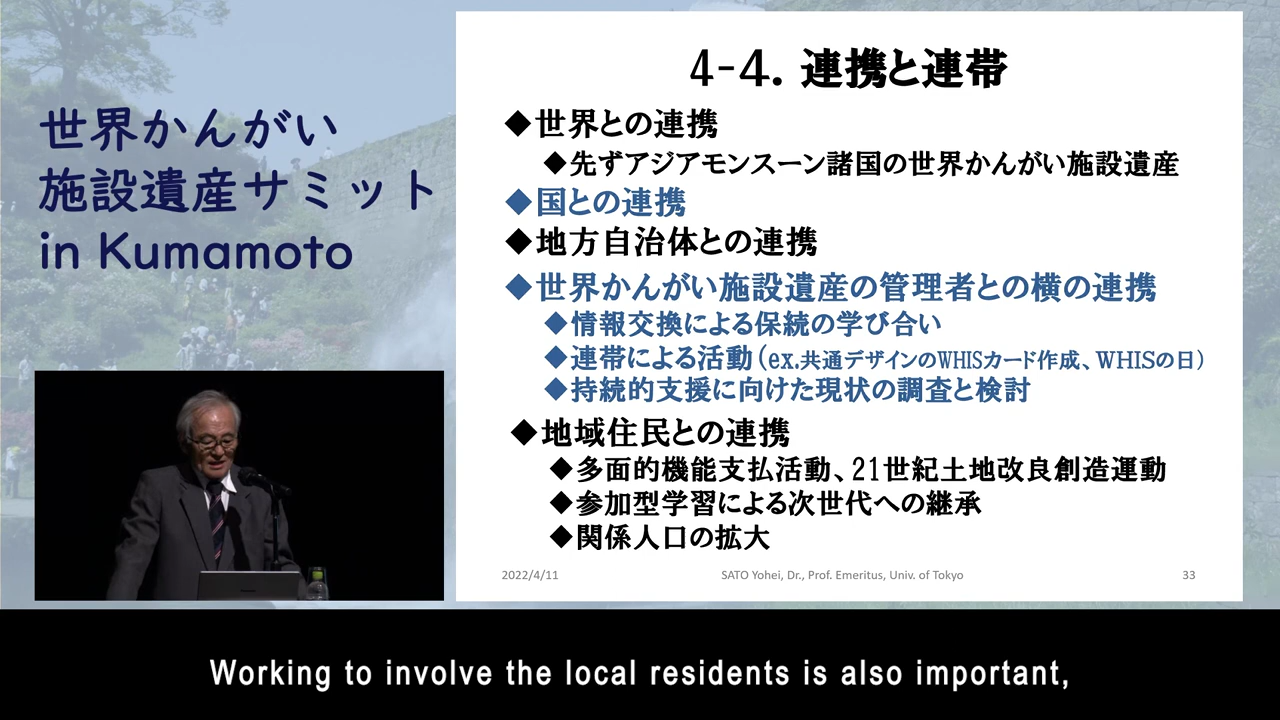 世界かんがい
施設遺産サミット
in Kumamoto
4-4. 連携と連帯
◆世界との連携
◆先ずアジアモンスーン諸国の世界かんがい施設遺産
◆国との連携
◆地方自治体との連携
◆世界かんがい施設遺産の管理者との横の連携
◆情報交換による保続の学び合い
◆連帯による活動(ex.共通デザインのWHISカード作成、WHISの日)
◆持続的支援に向けた現状の調査と検討
◆地域住民との連携
◆多面的機能支払活動、21世紀土地改良創造運動
◆参加型学習による次世代への継承
◆関係人口の拡大
2022/4/11
SATO Yohei, Dr., Prof. Emeritus, Univ. of Tokyo
33
Working to involve the local residents is also important,